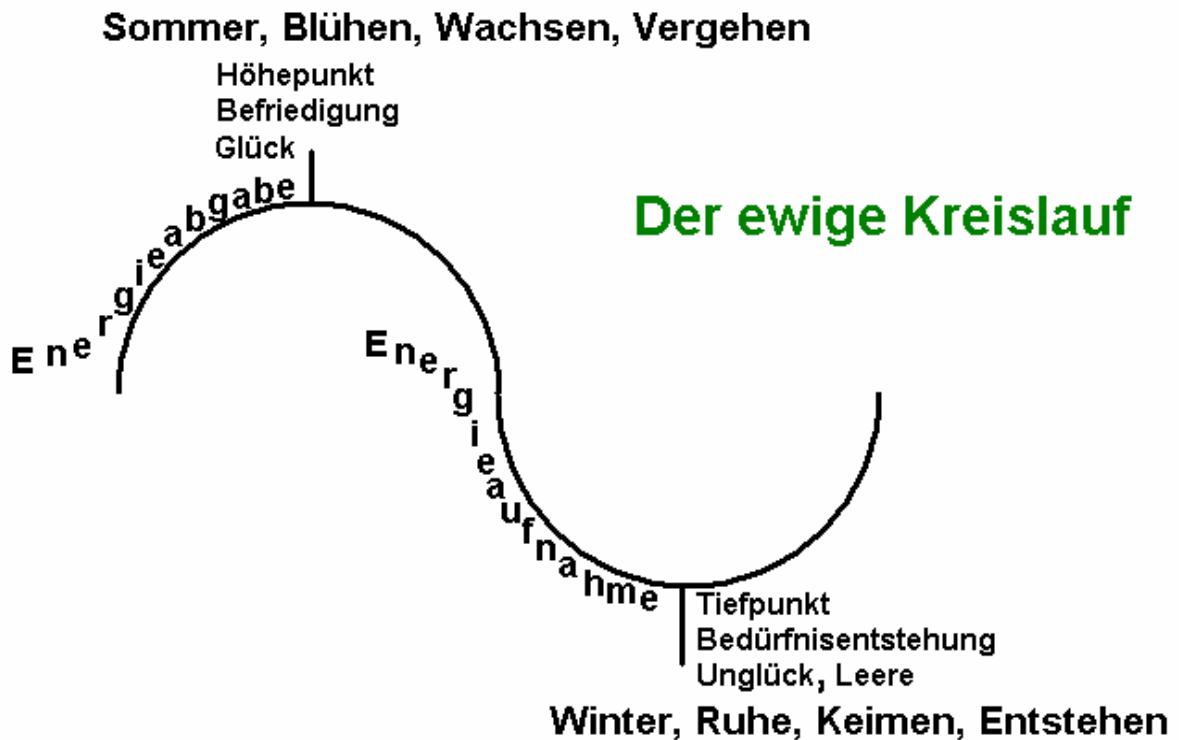 Sommer, Blühen, Wachsen, Vergehen
Höhepunkt
Befriedigung
Glück
Energieabgabe
Der ewige Kreislauf
Energieaufnahme
Tiefpunkt
Bedürfnisentstehung
Unglück, Leere
Winter, Ruhe, Keimen, Entstehen